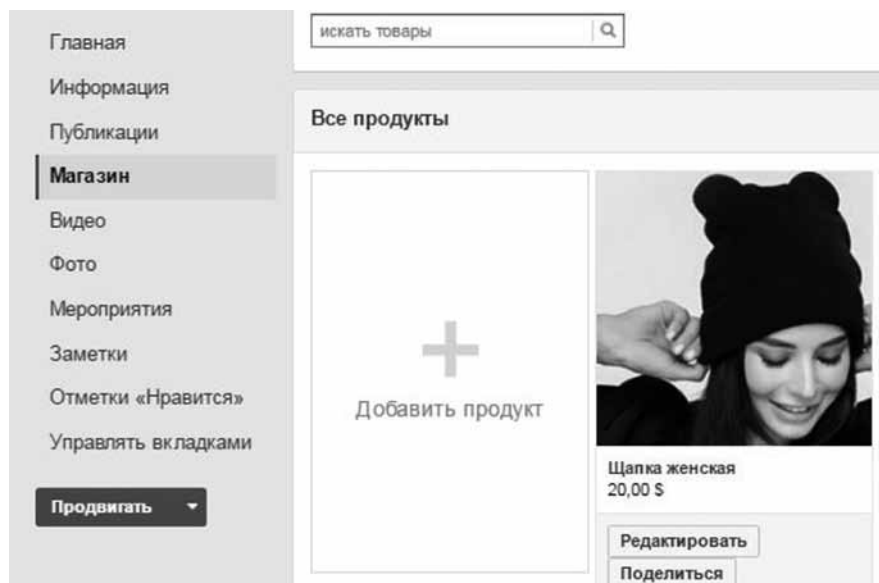 Главная
Информация
Публикации
Магазин
Видео
Фото
Мероприятия
Заметки
Отметки «Нравится»
Управлять вкладками
Продвигать
искать товары
Все продукты
Добавить продукт
Щапка женская
20,00 $
Редактировать
Поделиться